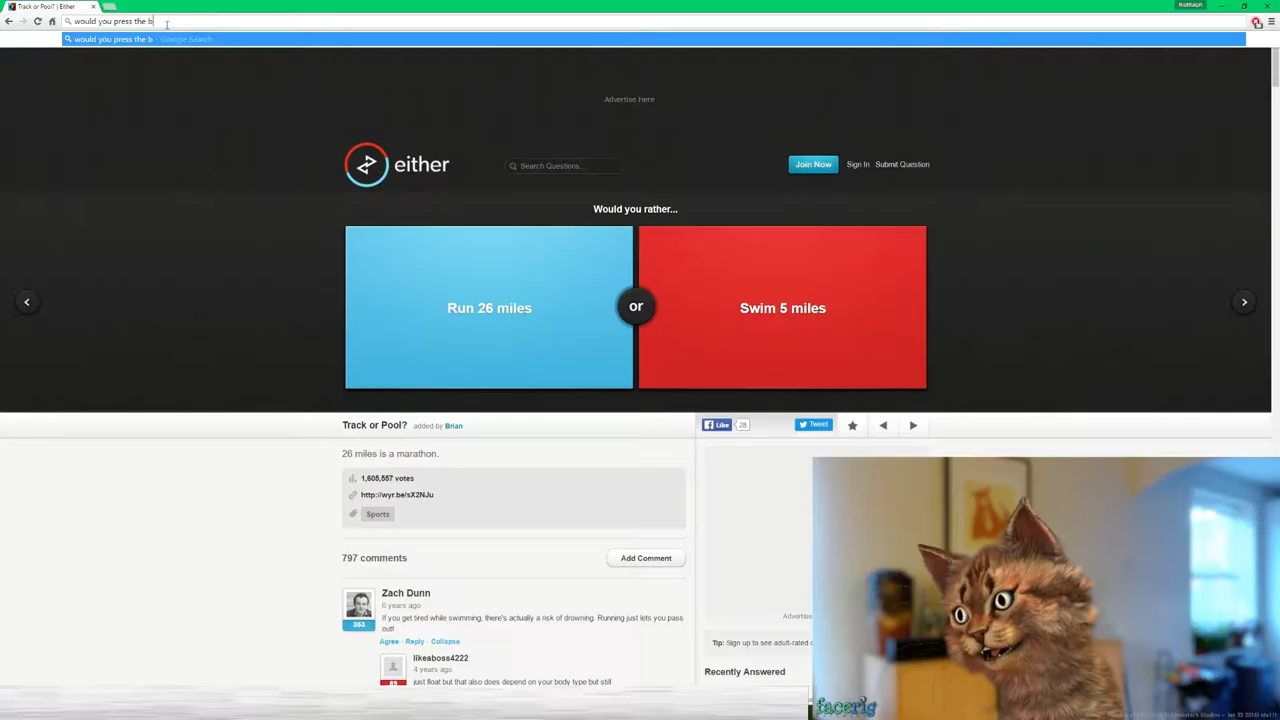 Track or Pool? | Either
RootRalph
would you press the b
would you press the b - Google Search
Advertise Here
either
Search Questions...
Join Now
Sign In
Submit Question
Would you rather...
Run 26 miles
or
Swim 5 miles
Track or Pool? added by Brian
Like 28
Tweet
26 miles is a marathon.
1,605,557 votes
http://wyr.be/sX2NJu
Sports
797 comments
Add Comment
Zach Dunn
6 years ago
353
If you get tired while swimming, there's actually a risk of drowning. Running just lets you pass
out!
Agree · Reply · Collapse
likeaboss4222
4 years ago
89
just float but that also does depend on your body type but still
Tip: Sign up to see adult-rated
Recently Answered
facerig